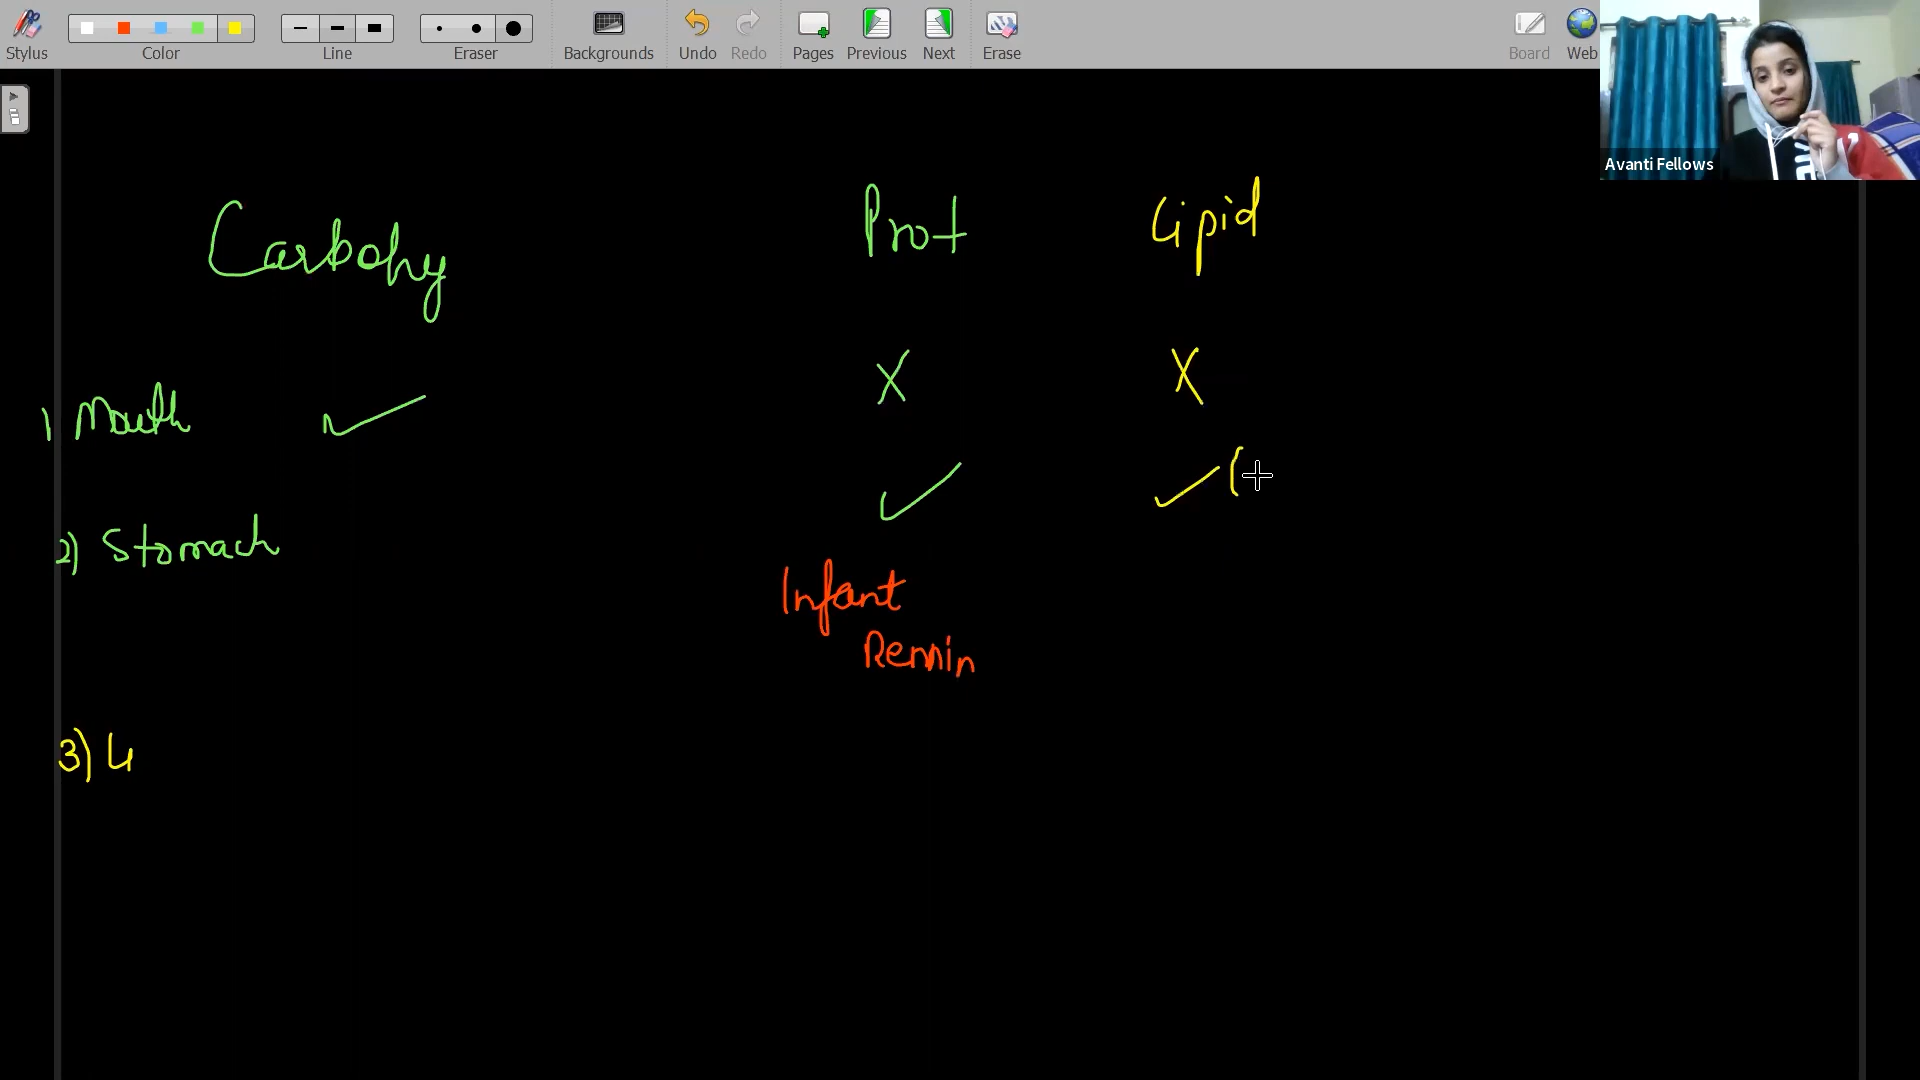 Stylus Color Line Eraser Backgrounds Undo Redo Pages Previous Next Erase Board Web
Avanti Fellows
Carbohy Prot Lipid
X X
1) Mouth ✓
✓ ✓ (
2) Stomach
Infant
Rennin
3) Li